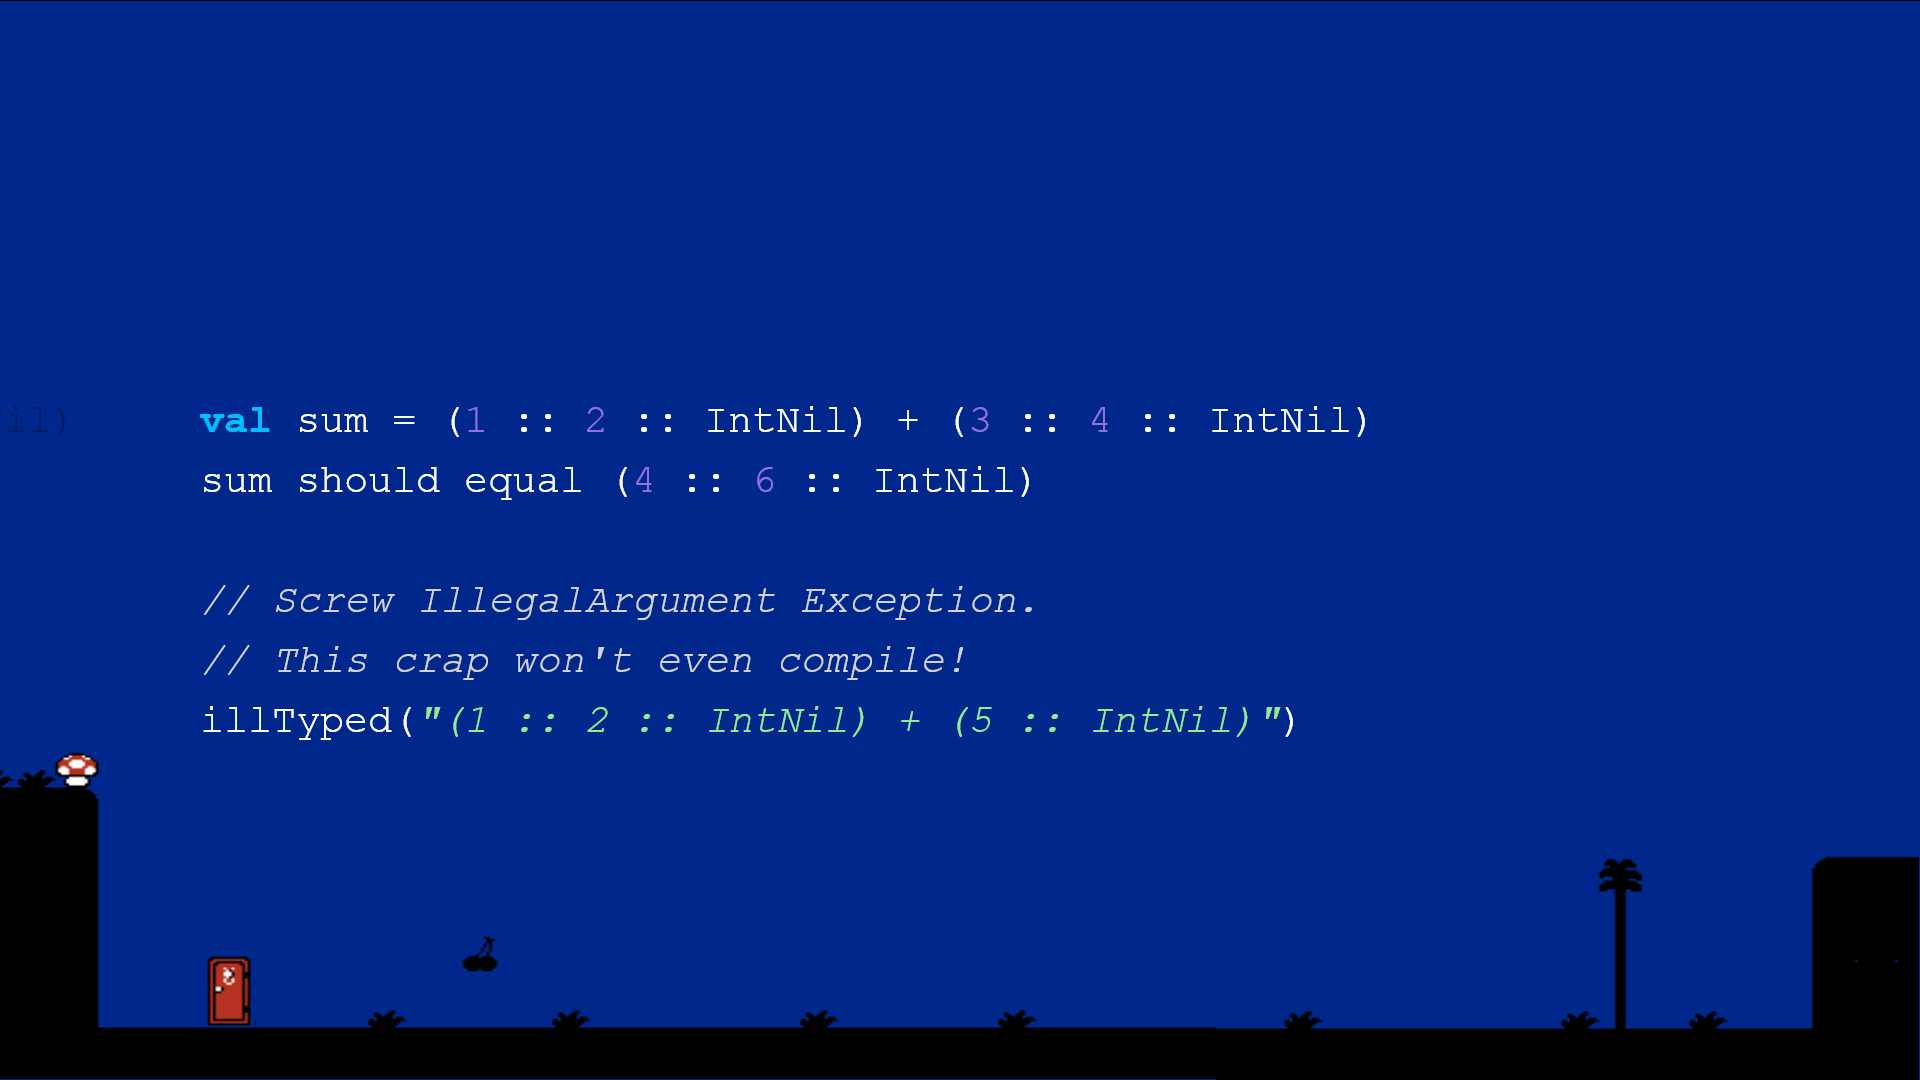 val sum = (1 :: 2 :: IntNil) + (3 :: 4 :: IntNil)
sum should equal (4 :: 6 :: IntNil)
// Screw IllegalArgument Exception.
// This crap won't even compile!
illTyped("(1 :: 2 :: IntNil) + (5 :: IntNil)")